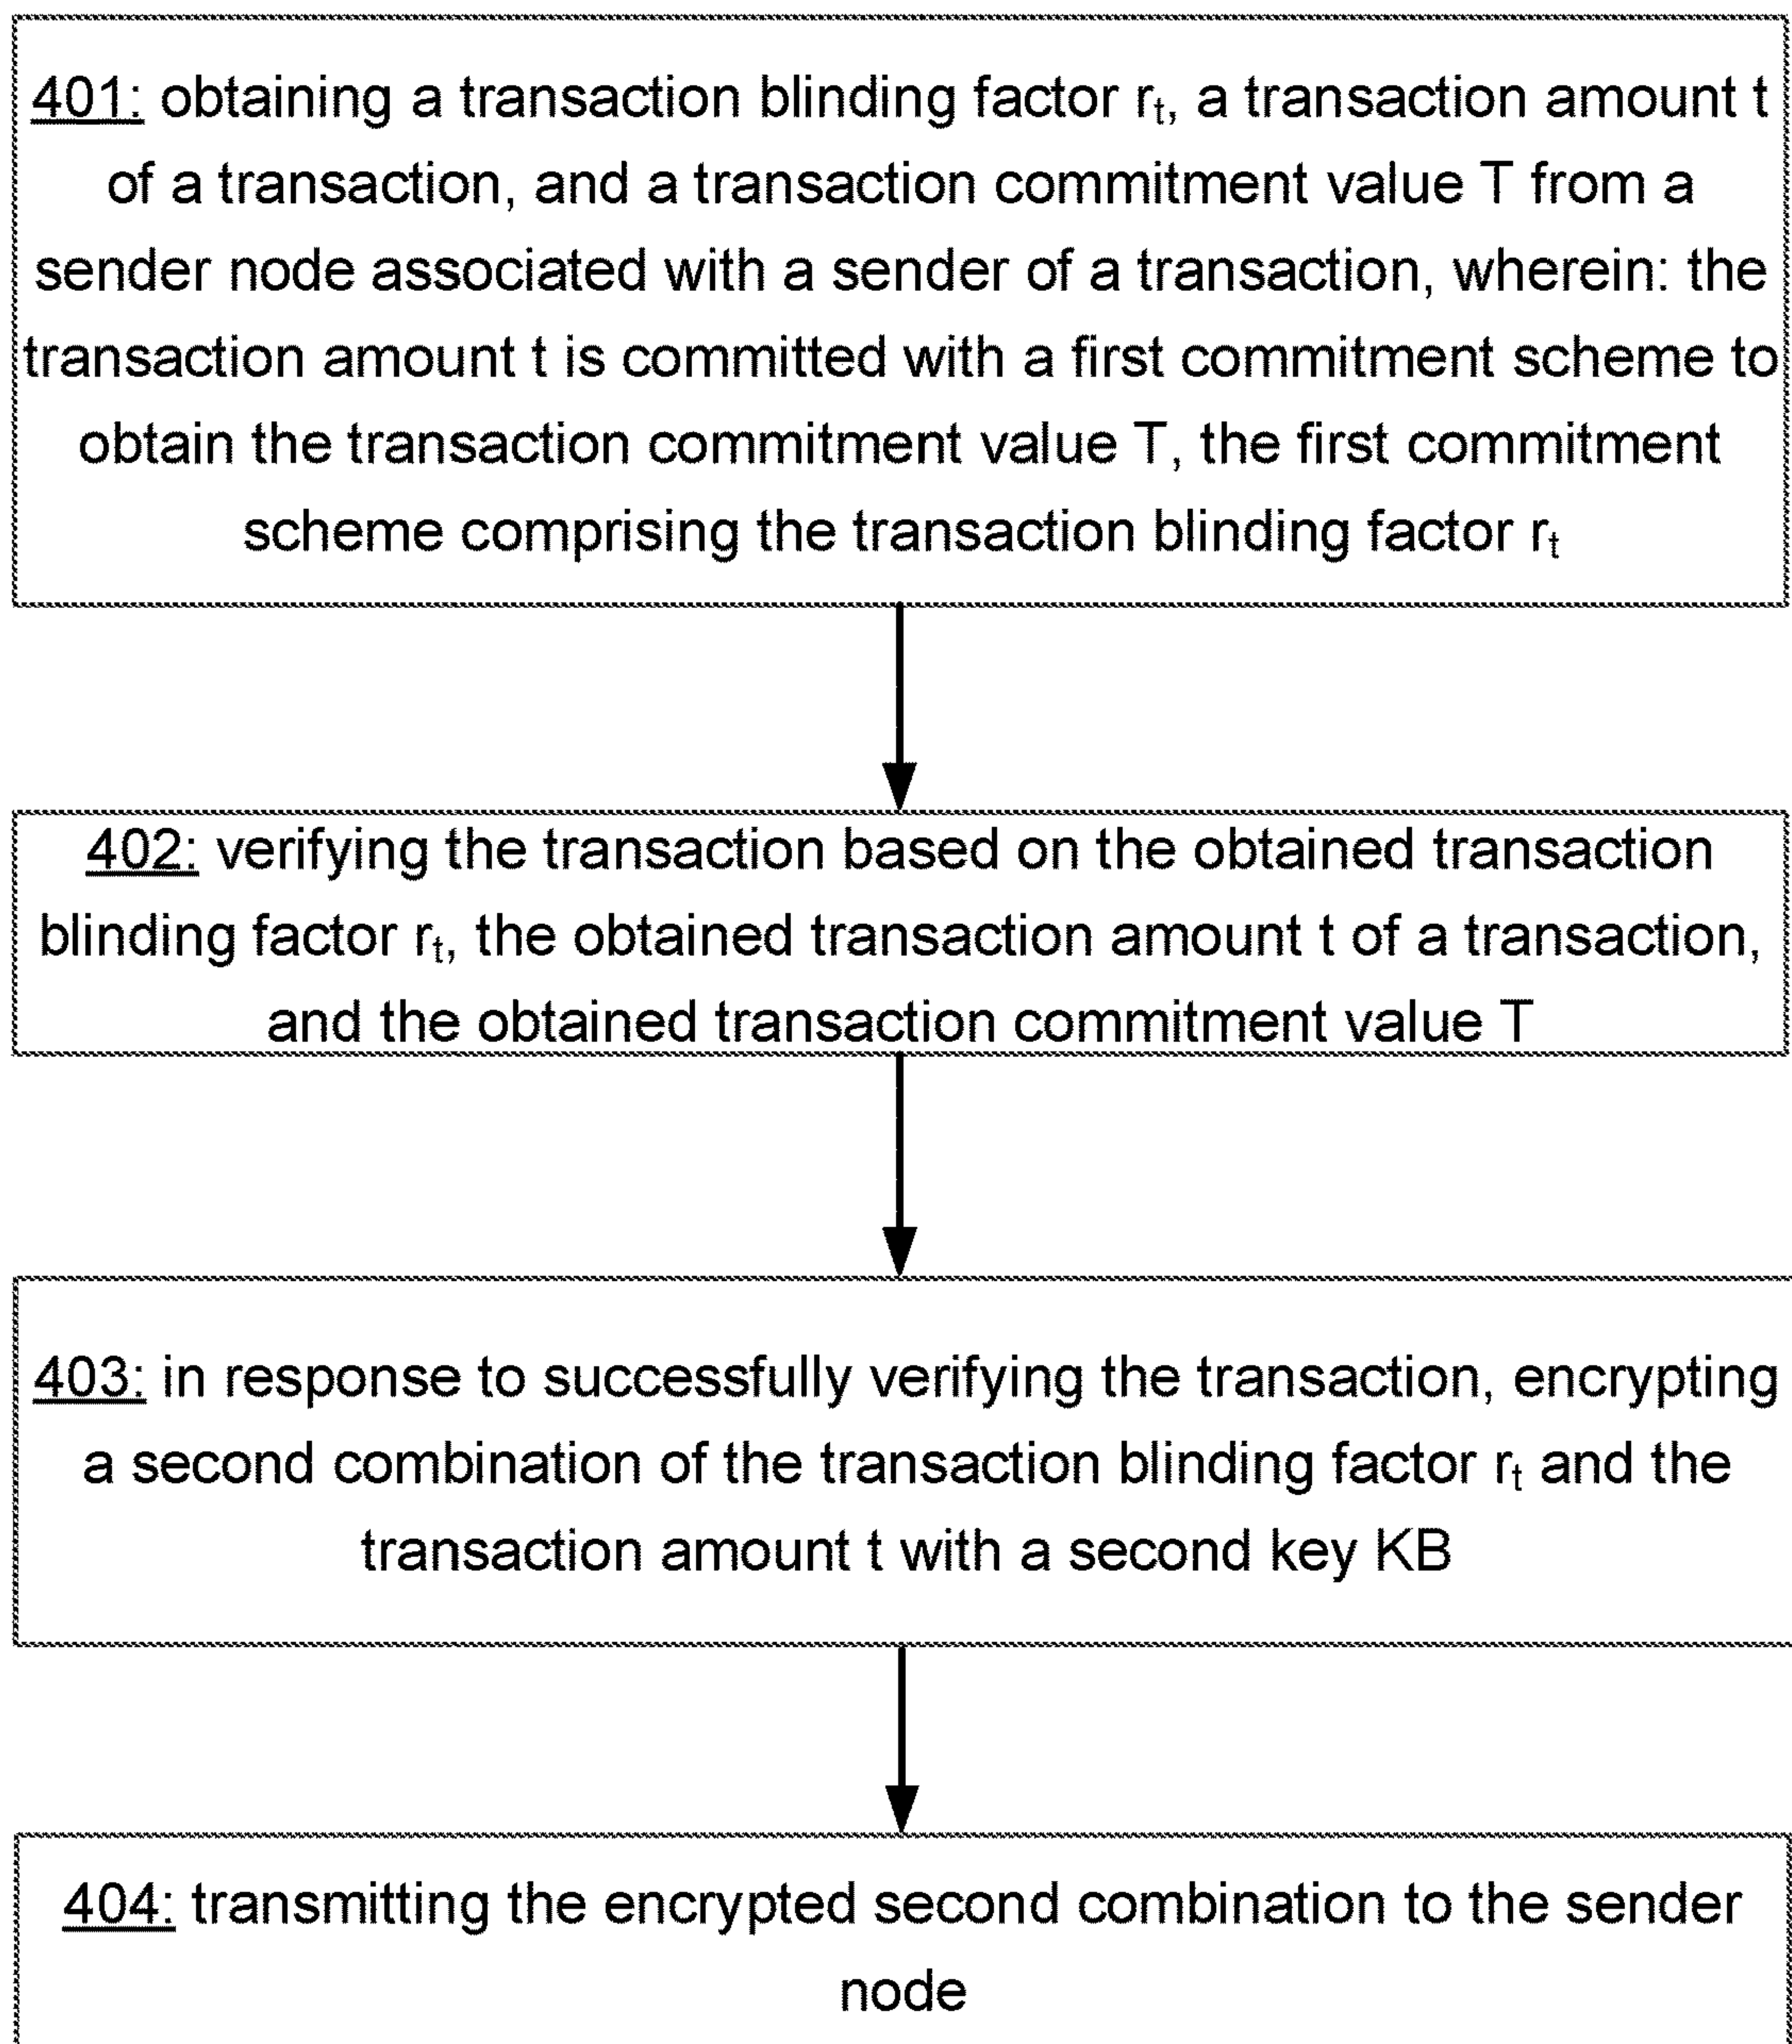 401: obtaining a transaction blinding factor rt, a transaction amount t
of a transaction, and a transaction commitment value T from a
sender node associated with a sender of a transaction, wherein: the
transaction amount t is committed with a first commitment scheme to
obtain the transaction commitment value T, the first commitment
scheme comprising the transaction blinding factor rt
402: verifying the transaction based on the obtained transaction
blinding factor rt, the obtained transaction amount t of a transaction,
and the obtained transaction commitment value T
403: in response to successfully verifying the transaction, encrypting
a second combination of the transaction blinding factor rt and the
transaction amount t with a second key KB
404: transmitting the encrypted second combination to the sender
node